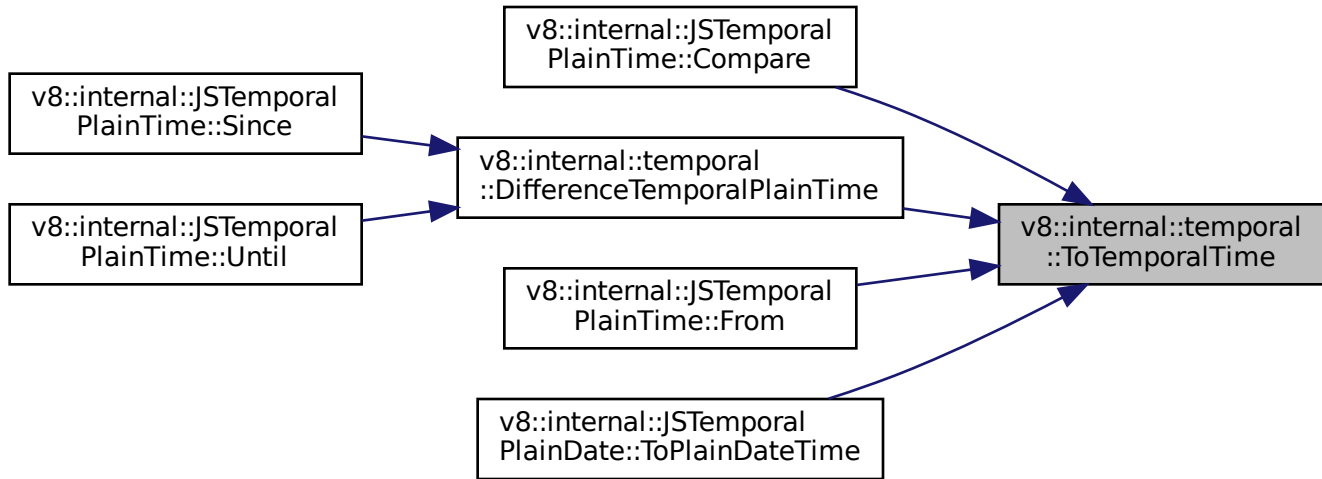 v8::internal::JSTemporal
PlainTime::Compare
v8::internal::JSTemporal
PlainTime::Since
v8::internal::temporal
::DifferenceTemporalPlainTime
v8::internal::JSTemporal
PlainTime::Until
v8::internal::temporal
::ToTemporalTime
v8::internal::JSTemporal
PlainTime::From
v8::internal::JSTemporal
PlainDate::ToPlainDateTime